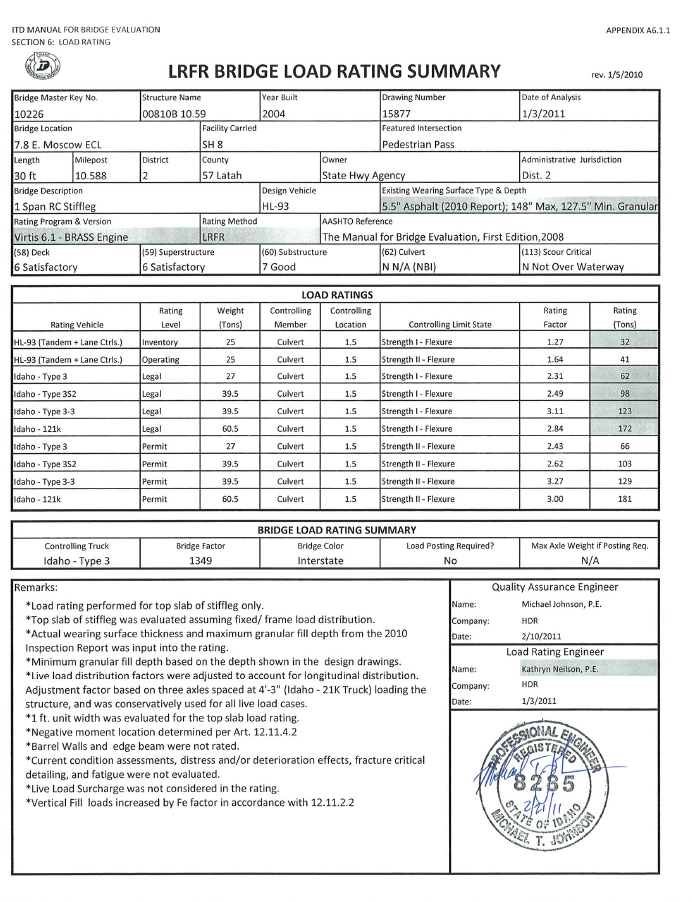 ITD MANUAL FOR BRIDGE EVALUATION APPENDIX A6.1.1
SECTION 6: LOAD RATING
LRFR BRIDGE LOAD RATING SUMMARY rev. 1/5/2010
Bridge Master Key No. Structure Name Year Built Drawing Number Date of Analysis
10226 00810B 10.59 2004 15877 1/3/2011
Bridge Location Facility Carried Featured Intersection
7.8 E. Moscow ECL SH 8 Pedestrian Pass
Length Milepost District County Owner Administrative Jurisdiction
30 ft 10.588 2 57 Latah State Hwy Agency Dist. 2
Bridge Description Design Vehicle Existing Wearing Surface Type & Depth
1 Span RC Stiffleg HL-93 5.5" Asphalt (2010 Report); 148" Max, 127.5" Min. Granular
Rating Program & Version Rating Method AASHTO Reference
Virtis 6.1 - BRASS Engine LRFR The Manual for Bridge Evaluation, First Edition,2008
(58) Deck (59) Superstructure (60) Substructure (62) Culvert (113) Scour Critical
6 Satisfactory 6 Satisfactory 7 Good N N/A (NBI) N Not Over Waterway
LOAD RATINGS
Rating Weight Controlling Controlling Rating Rating
Rating Vehicle Level (Tons) Member Location Controlling Limit State Factor (Tons)
HL-93 (Tandem + Lane Ctrls.) Inventory 25 Culvert 1.5 Strength I - Flexure 1.27 32
HL-93 (Tandem + Lane Ctrls.) Operating 25 Culvert 1.5 Strength II - Flexure 1.64 41
Idaho - Type 3 Legal 27 Culvert 1.5 Strength I - Flexure 2.31 62
Idaho - Type 3S2 Legal 39.5 Culvert 1.5 Strength I - Flexure 2.49 98
Idaho - Type 3-3 Legal 39.5 Culvert 1.5 Strength I - Flexure 3.11 123
Idaho - 121k Legal 60.5 Culvert 1.5 Strength I - Flexure 2.84 172
Idaho - Type 3 Permit 27 Culvert 1.5 Strength II - Flexure 2.43 66
Idaho - Type 3S2 Permit 39.5 Culvert 1.5 Strength II - Flexure 2.62 103
Idaho - Type 3-3 Permit 39.5 Culvert 1.5 Strength II - Flexure 3.27 129
Idaho - 121k Permit 60.5 Culvert 1.5 Strength II - Flexure 3.00 181
BRIDGE LOAD RATING SUMMARY
Controlling Truck Bridge Factor Bridge Color Load Posting Required? Max Axle Weight if Posting Req.
Idaho - Type 3 1349 Interstate No N/A
Remarks:
*Load rating performed for top slab of stiffleg only.
*Top slab of stiffleg was evaluated assuming fixed/ frame load distribution.
*Actual wearing surface thickness and maximum granular fill depth from the 2010
Inspection Report was input into the rating.
*Minimum granular fill depth based on the depth shown in the design drawings.
*Live load distribution factors were adjusted to account for longitudinal distribution.
Adjustment factor based on three axles spaced at 4'-3" (Idaho - 21K Truck) loading the
structure, and was conservatively used for all live load cases.
*1 ft. unit width was evaluated for the top slab load rating.
*Negative moment location determined per Art. 12.11.4.2
*Barrel Walls and edge beam were not rated.
*Current condition assessments, distress and/or deterioration effects, fracture critical
detailing, and fatigue were not evaluated.
*Live Load Surcharge was not considered in the rating.
*Vertical Fill loads increased by Fe factor in accordance with 12.11.2.2
Quality Assurance Engineer
Name: Michael Johnson, P.E.
Company: HDR
Date: 2/10/2011
Load Rating Engineer
Name: Kathryn Neilson, P.E.
Company: HDR
Date: 1/3/2011
PROFESSIONAL ENGINEER
REGISTERED
8285
2/21/11
STATE OF IDAHO
MICHAEL T. JOHNSON